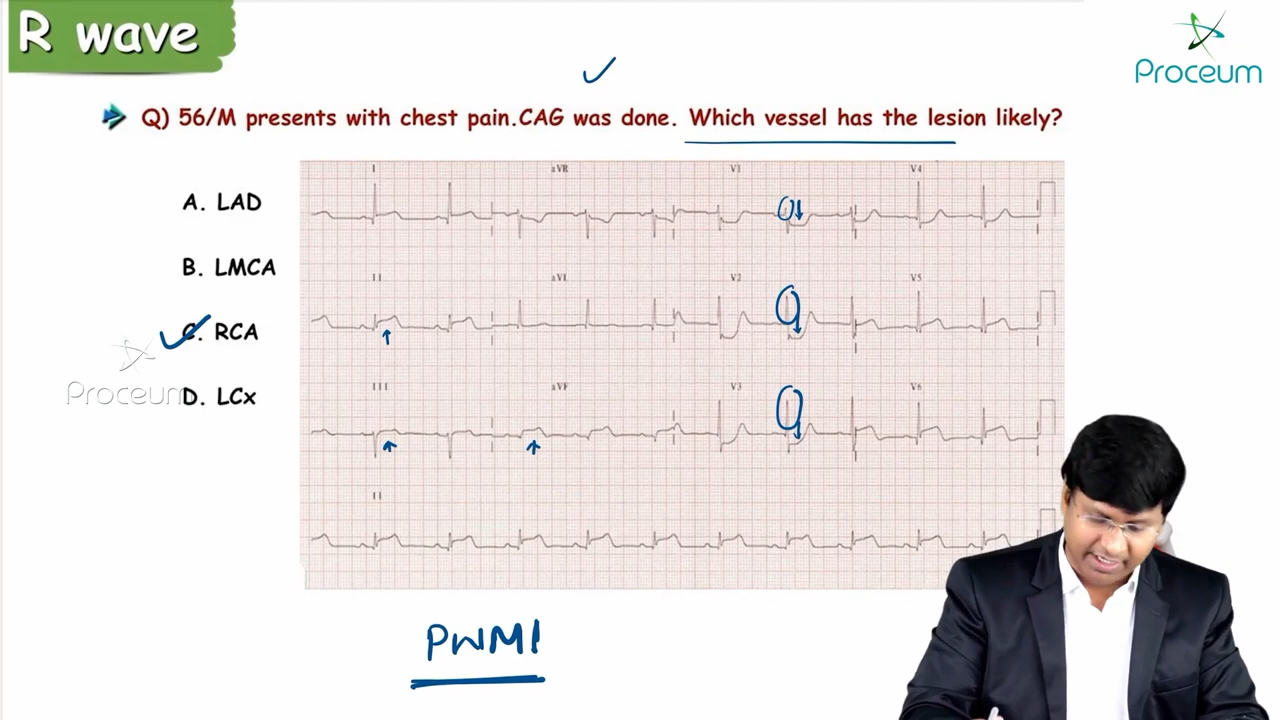 R wave
Proceum
Q) 56/M presents with chest pain.CAG was done. Which vessel has the lesion likely?
A. LAD
B. LMCA
C. RCA
D. LCx
Proceum
I aVR V1 V4
II aVL V2 V5
III aVF V3 V6
II
PWMI